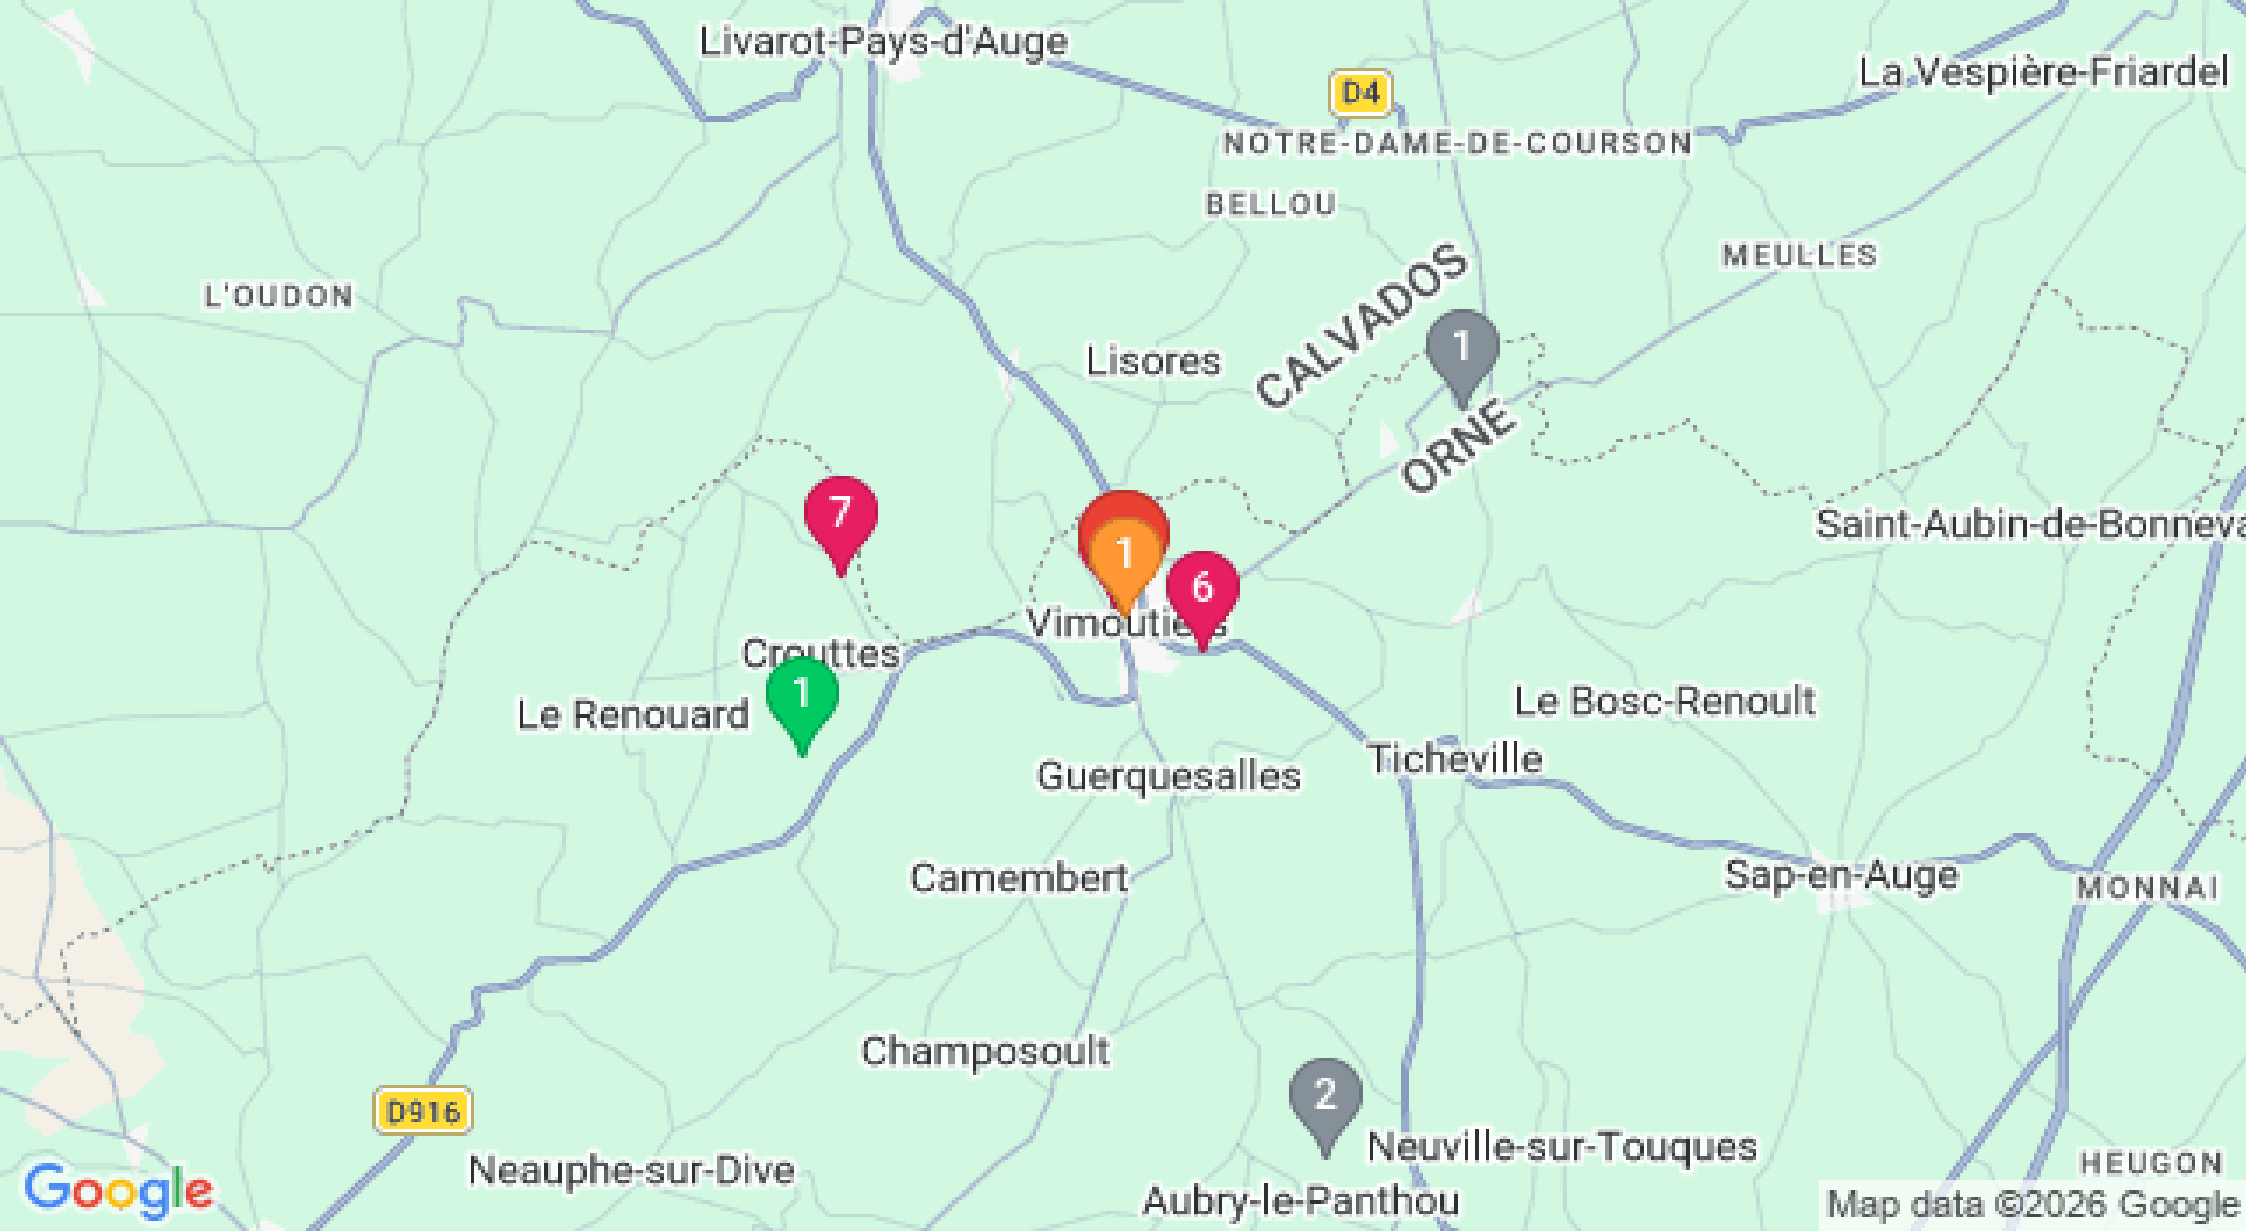 Livarot-Pays-d'Auge
La Vespière-Friardel
D4
NOTRE-DAME-DE-COURSON
BELLOU
MEULLES
L'OUDON
CALVADOS
1
Lisores
ORNE
7
Saint-Aubin-de-Bonneva
1
6
Vimoutiers
Crouttes
1
Le Renouard
Le Bosc-Renoult
Ticheville
Guerquesalles
Camembert
Sap-en-Auge
MONNAI
Champosoult
2
D916
Neuville-sur-Touques
Neauphe-sur-Dive
HEUGON
Google
Aubry-le-Panthou
Map data ©2026 Google